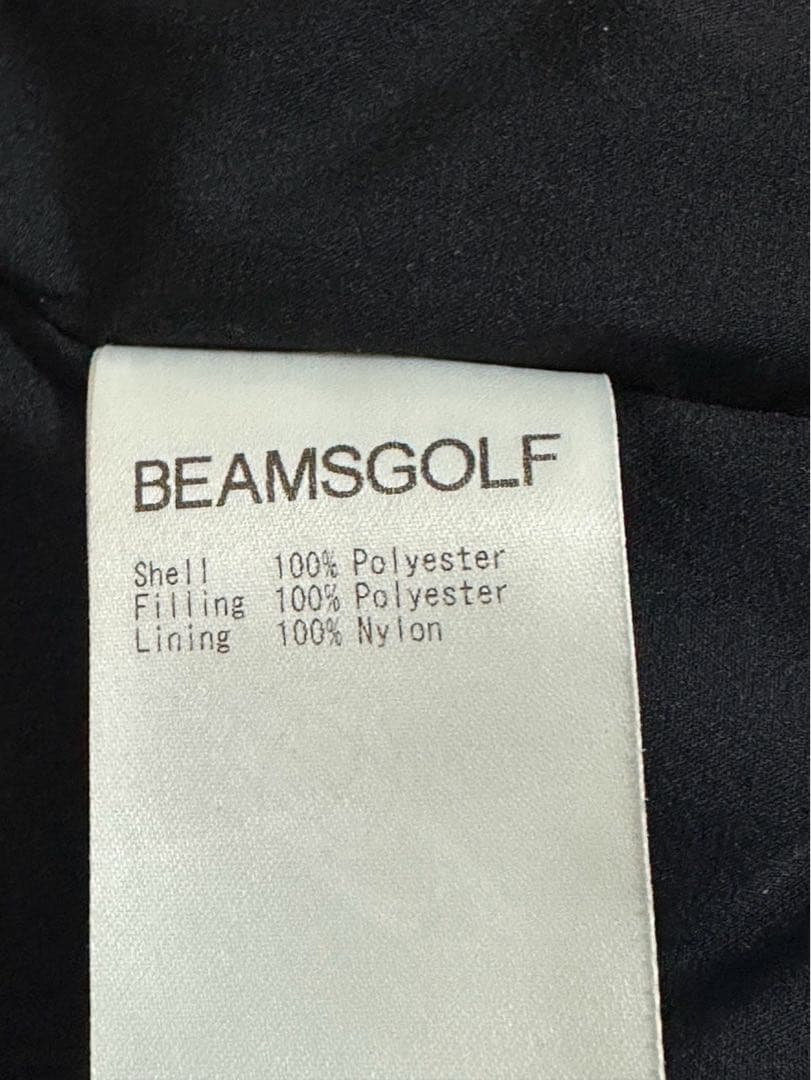 BEAMSGOLF
Shell 100% Polyester
Filling 100% Polyester
Lining 100% Nylon